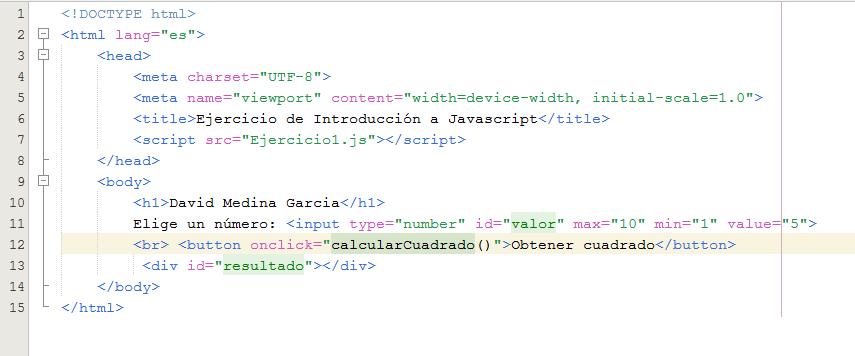 1 <!DOCTYPE html>
2 <html lang="es">
3 <head>
4 <meta charset="UTF-8">
5 <meta name="viewport" content="width=device-width, initial-scale=1.0">
6 <title>Ejercicio de Introducción a Javascript</title>
7 <script src="Ejercicio1.js"></script>
8 </head>
9 <body>
10 <h1>David Medina Garcia</h1>
11 Elige un número: <input type="number" id="valor" max="10" min="1" value="5">
12 <br> <button onclick="calcularCuadrado()">Obtener cuadrado</button>
13 <div id="resultado"></div>
14 </body>
15 </html>